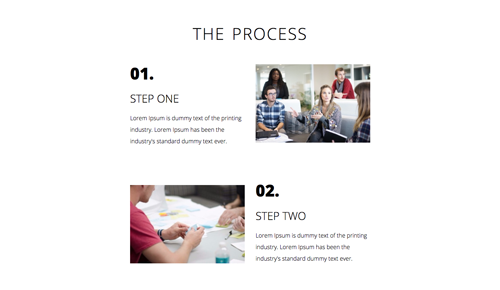 THE PROCESS
01.
STEP ONE
Lorem Ipsum is dummy text of the printing
industry. Lorem Ipsum has been the
industry's standard dummy text ever.
02.
STEP TWO
Lorem Ipsum is dummy text of the printing
industry. Lorem Ipsum has been the
industry's standard dummy text ever.